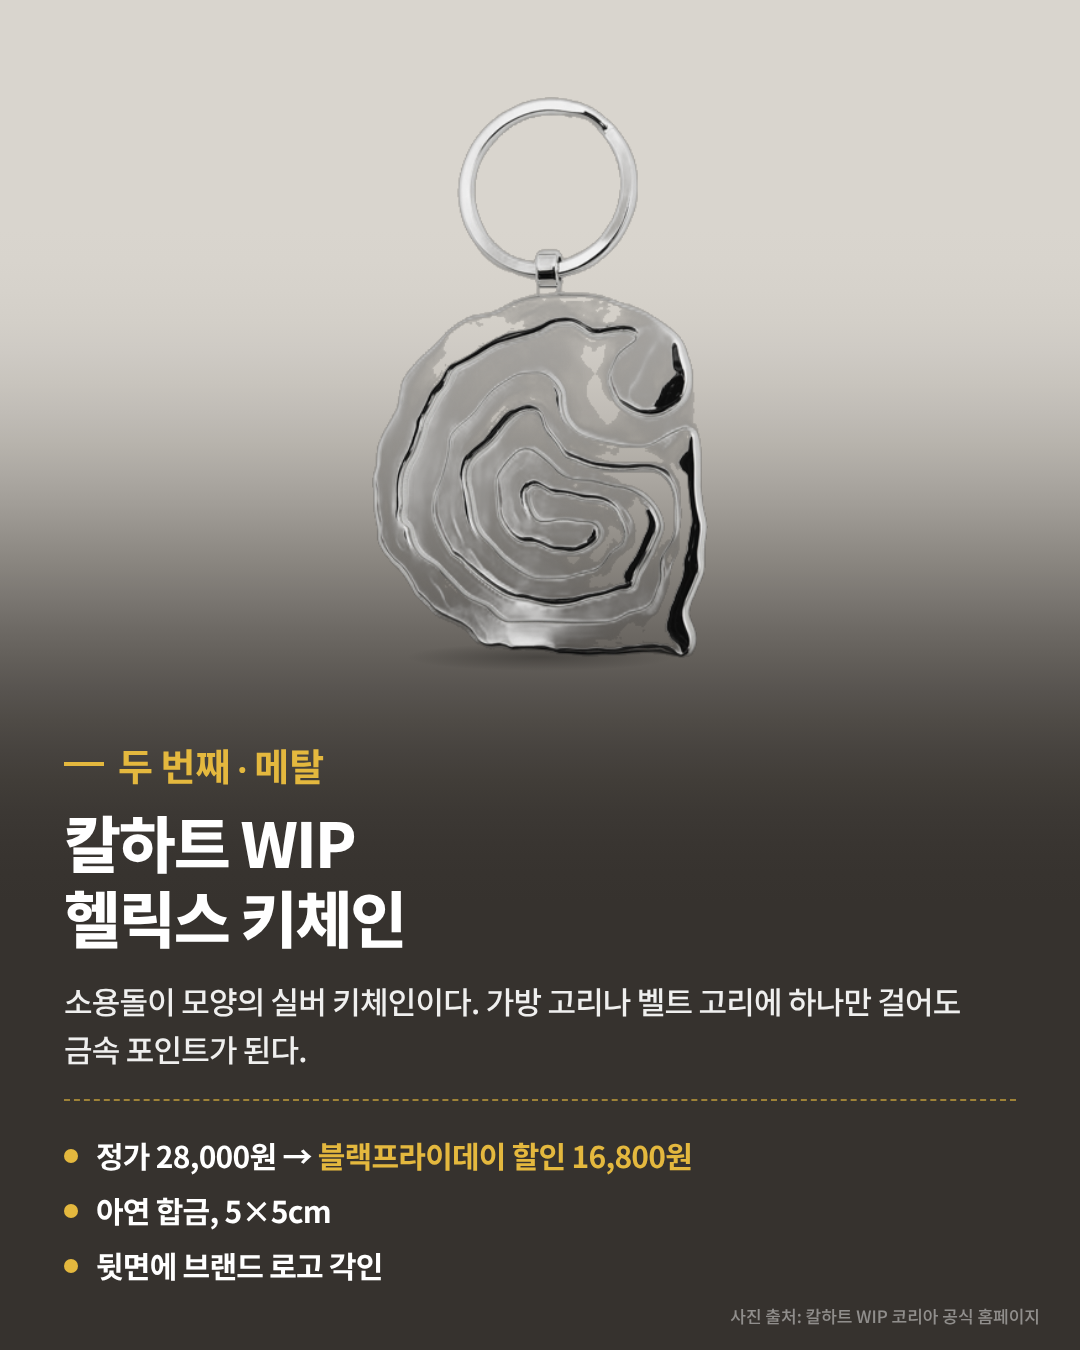 두 번째 · 메탈
칼하트 WIP
헬릭스 키체인
소용돌이 모양의 실버 키체인이다. 가방 고리나 벨트 고리에 하나만 걸어도
금속 포인트가 된다.
정가 28,000원 → 블랙프라이데이 할인 16,800원
아연 합금, 5×5cm
뒷면에 브랜드 로고 각인
사진 출처: 칼하트 WIP 코리아 공식 홈페이지